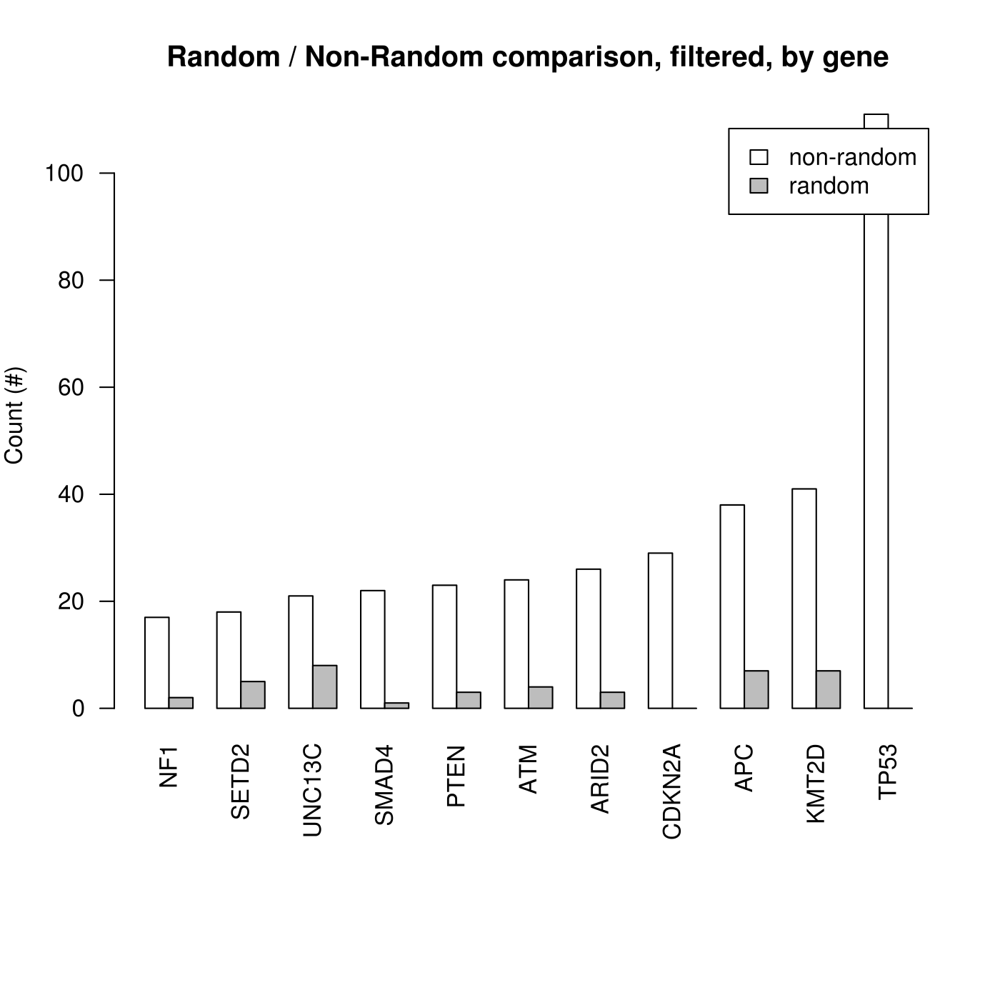 Random / Non-Random comparison, filtered, by gene
non-random
random
Count (#)
100
80
60
40
20
0
NF1
SETD2
UNC13C
SMAD4
PTEN
ATM
ARID2
CDKN2A
APC
KMT2D
TP53